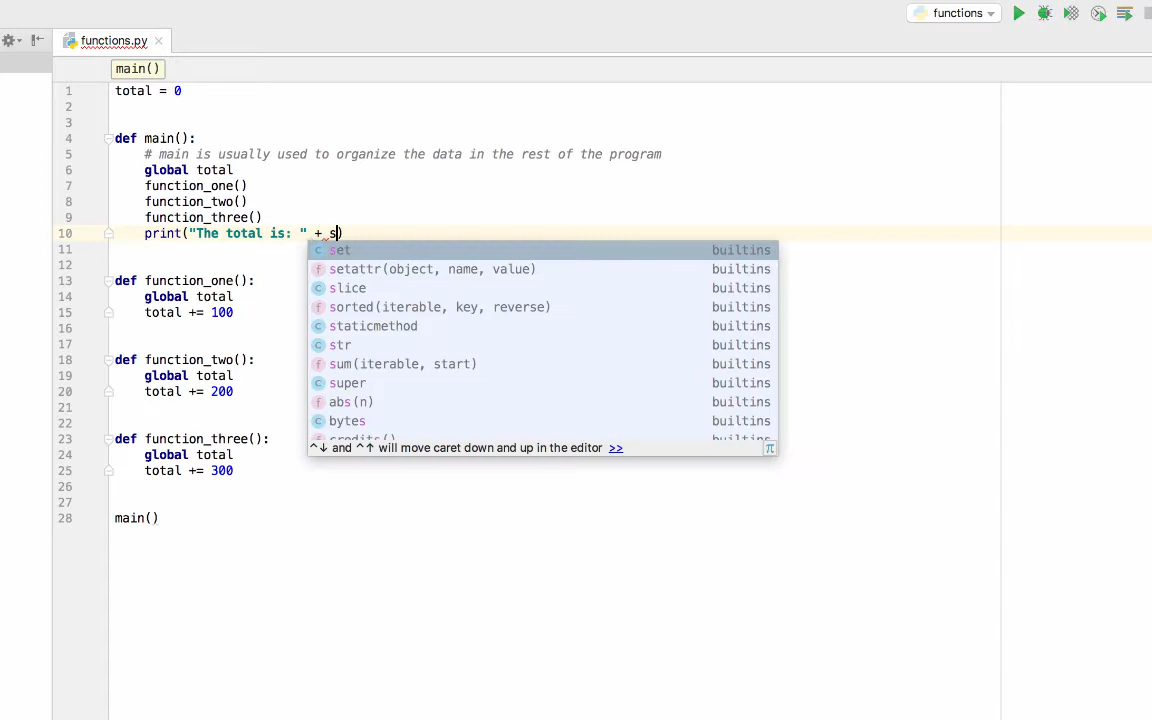 functions
functions.py
main()
1 total = 0
2
3
4 def main():
5 # main is usually used to organize the data in the rest of the program
6 global total
7 function_one()
8 function_two()
9 function_three()
10 print("The total is: " + s)
11
12
13 def function_one():
14 global total
15 total += 100
16
17
18 def function_two():
19 global total
20 total += 200
21
22
23 def function_three():
24 global total
25 total += 300
26
27
28 main()
c set builtins
f setattr(object, name, value) builtins
c slice builtins
f sorted(iterable, key, reverse) builtins
c staticmethod builtins
c str builtins
f sum(iterable, start) builtins
c super builtins
f abs(n) builtins
c bytes builtins
f credits() builtins
^↓ and ^↑ will move caret down and up in the editor >> π